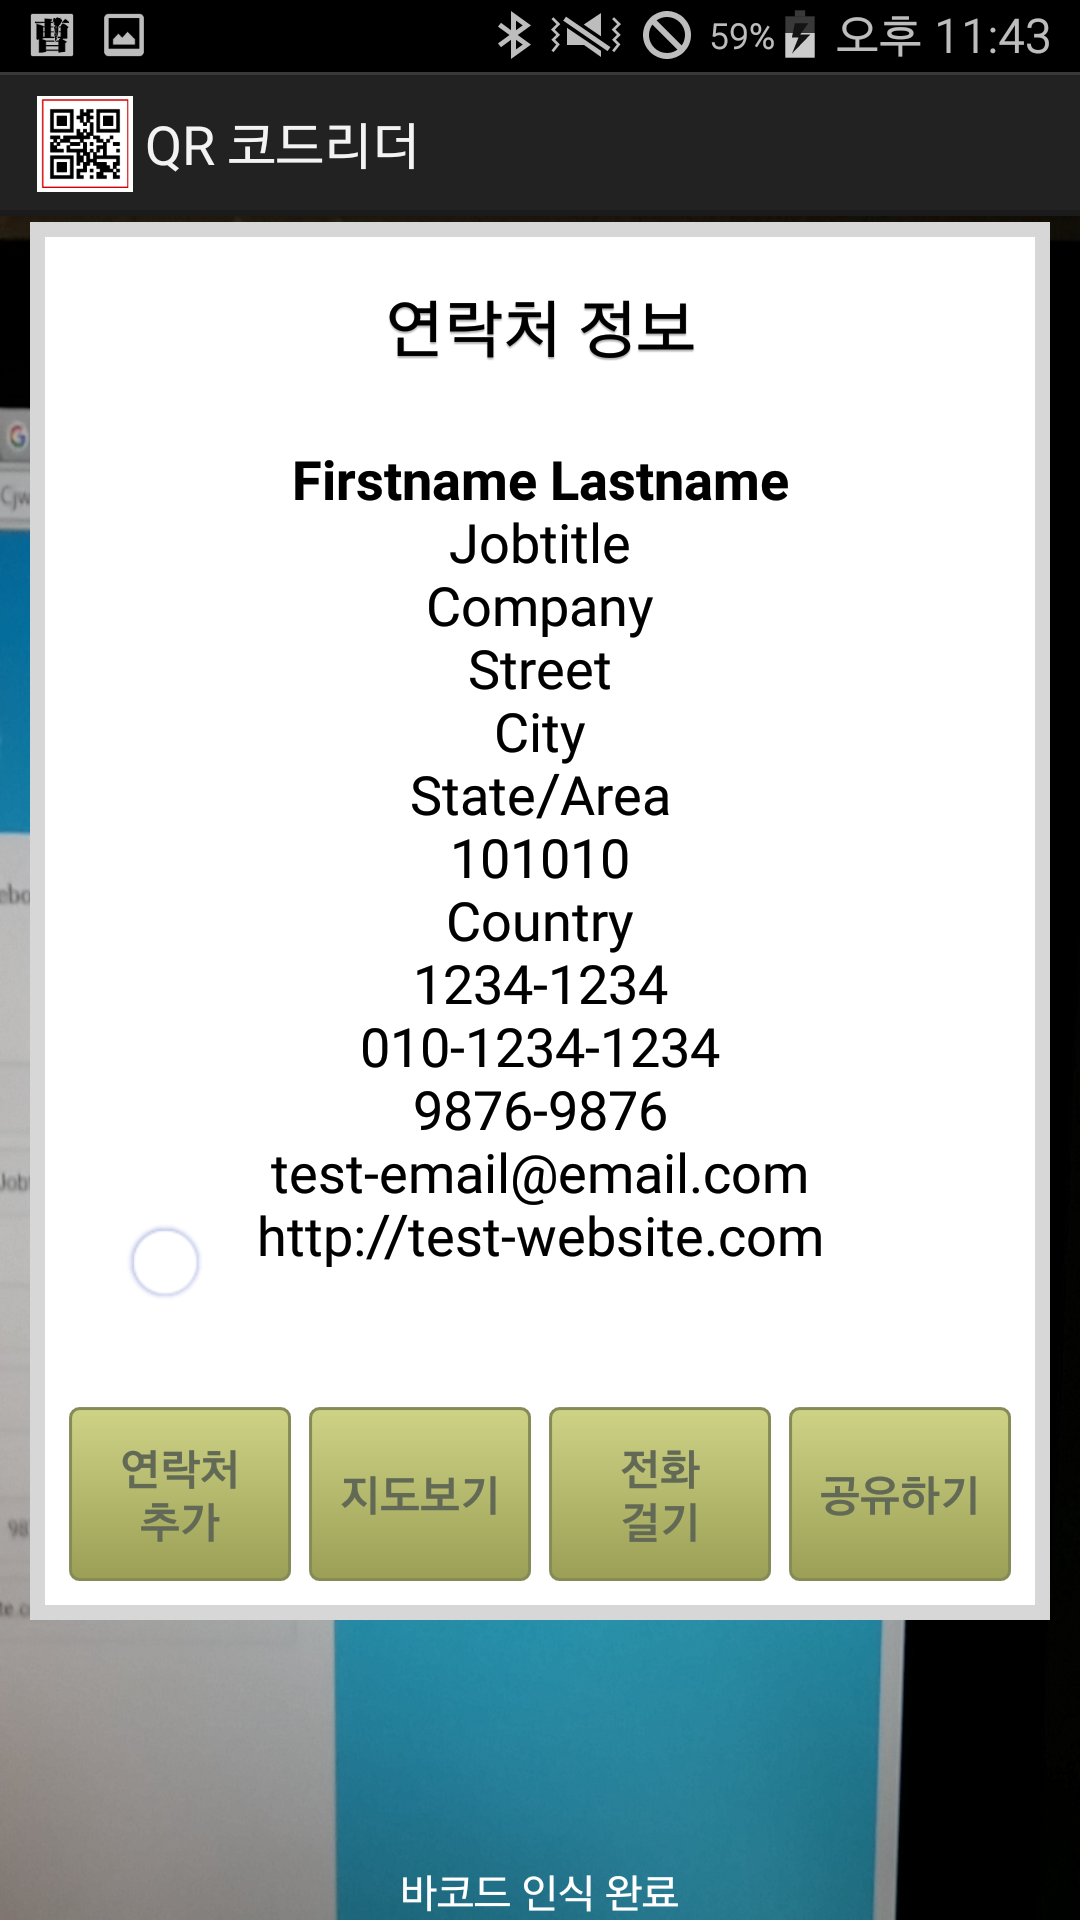 59% 오후 11:43
QR 코드리더
연락처 정보
Firstname Lastname
Jobtitle
Company
Street
City
State/Area
101010
Country
1234-1234
010-1234-1234
9876-9876
test-email@email.com
http://test-website.com
연락처
추가
지도보기
전화
걸기
공유하기
바코드 인식 완료